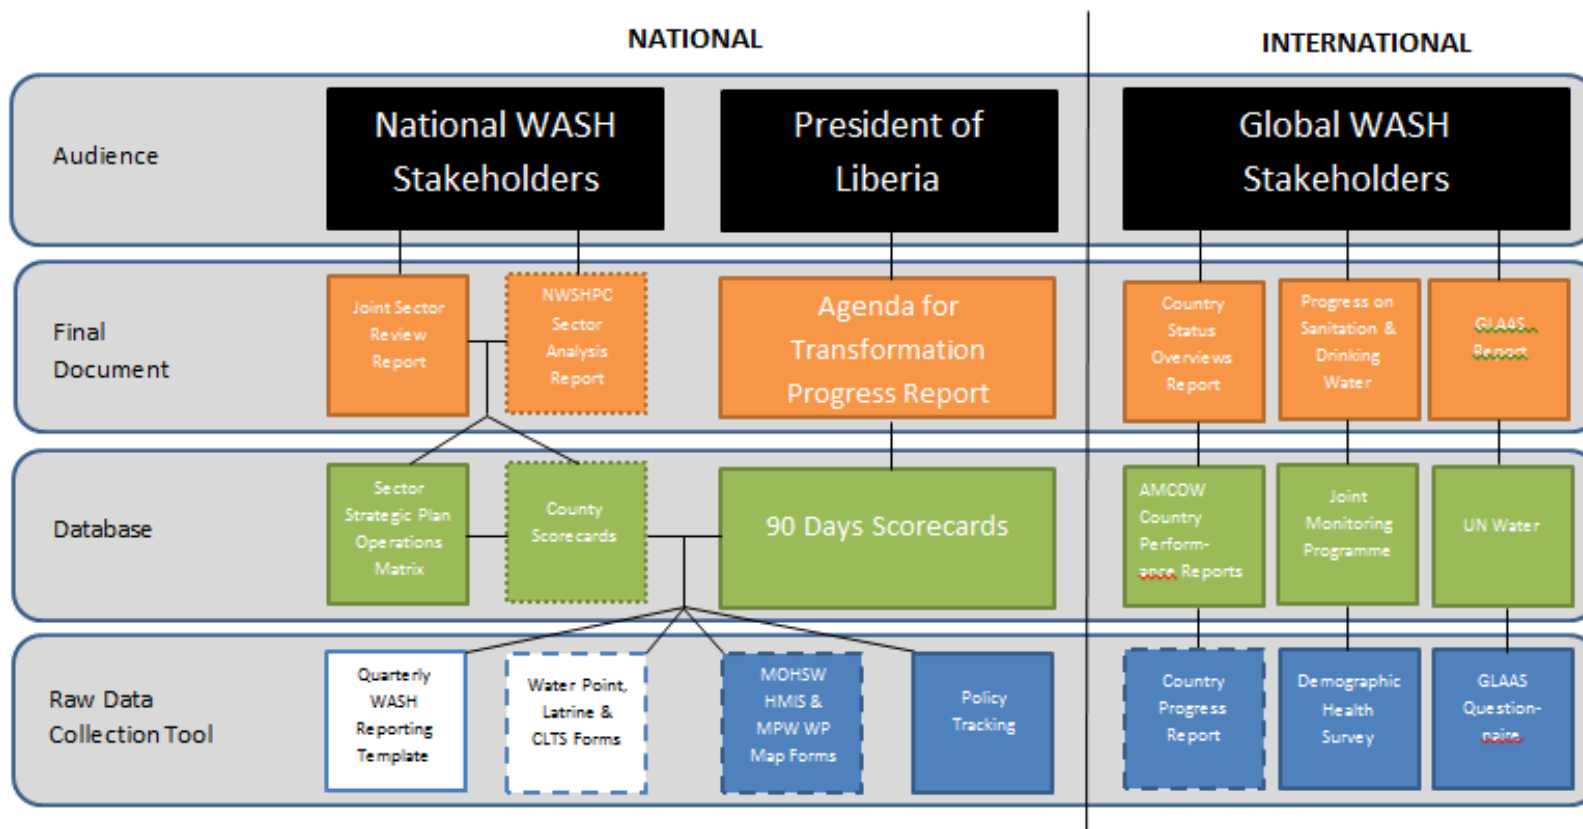 NATIONAL
INTERNATIONAL
Audience
National WASH
Stakeholders
President of
Liberia
Global WASH
Stakeholders
Final
Document
Joint Sector
Review
Report
NWSHPC
Sector
Analysis
Report
Agenda for
Transformation
Progress Report
Country
Status
Overviews
Report
Progress on
Sanitation &
Drinking
Water
GLAAS
Report
Database
Sector
Strategic Plan
Operations
Matrix
County
Scorecards
90 Days Scorecards
AMCOW
Country
Perform-
ance Reports
Joint
Monitoring
Programme
UN Water
Raw Data
Collection Tool
Quarterly
WASH
Reporting
Template
Water Point,
Latrine &
CLTS Forms
MOHSW
HMIS &
MPW WP
Map Forms
Policy
Tracking
Country
Progress
Report
Demographic
Health
Survey
GLAAS
Question-
naire